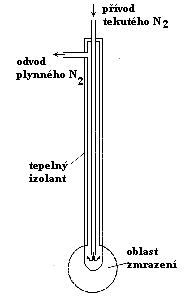 přívod
tekutého N2
odvod
plynného N2
tepelný
izolant
oblast
zmrazení